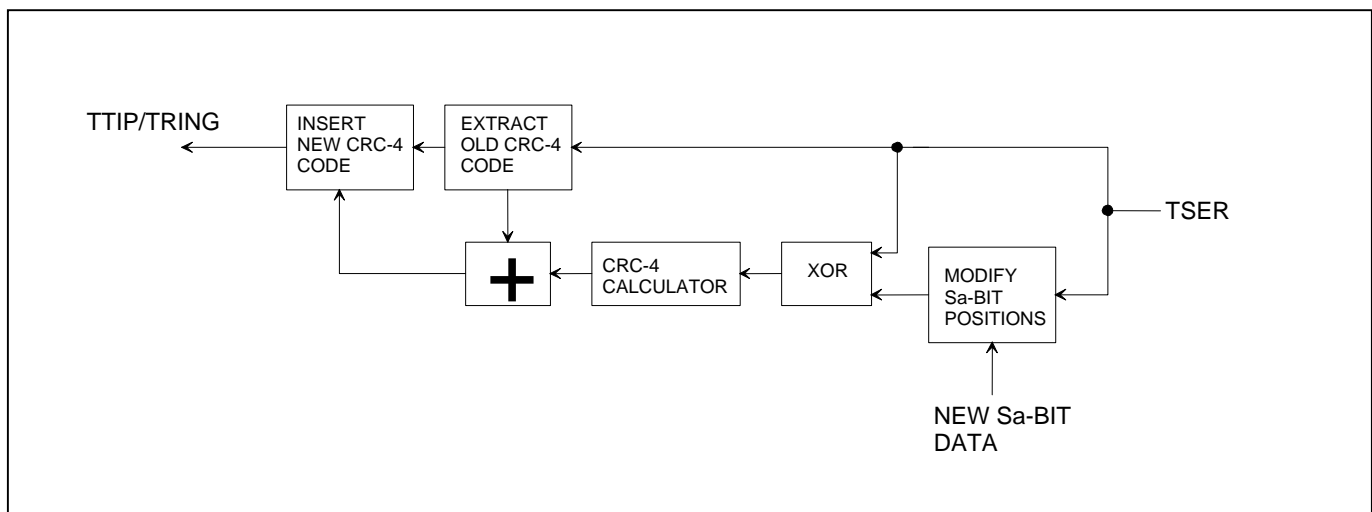 TTIP/TRING
INSERT
NEW CRC-4
CODE
EXTRACT
OLD CRC-4
CODE
TSER
+
CRC-4
CALCULATOR
XOR
MODIFY
Sa-BIT
POSITIONS
NEW Sa-BIT
DATA